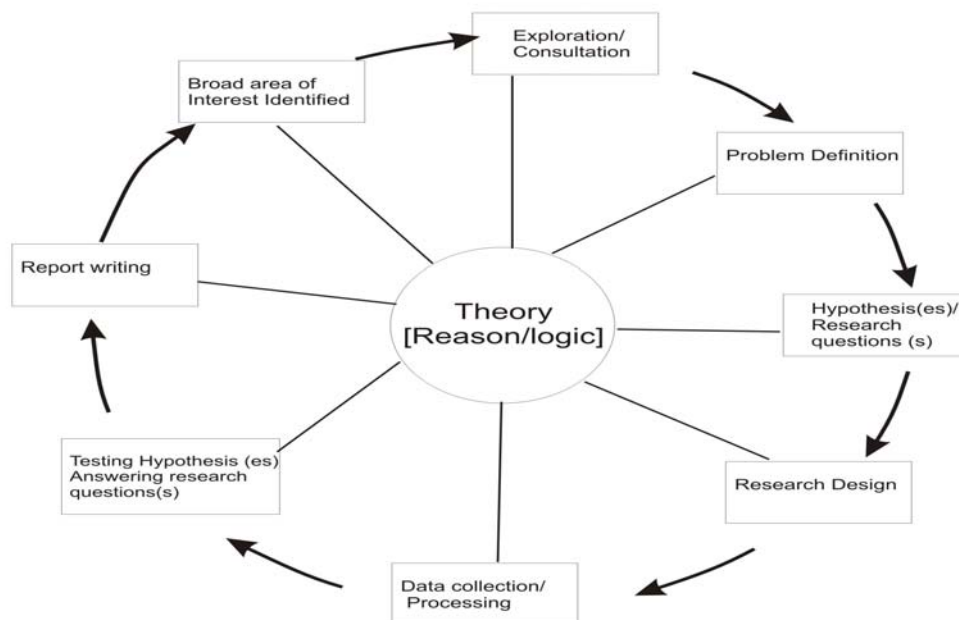 Exploration/
Consultation
Broad area of
Interest Identified
Problem Definition
Report writing
Theory
[Reason/logic]
Hypothesis(es)/
Research
questions (s)
Testing Hypothesis (es)
Answering research
questions(s)
Research Design
Data collection/
Processing